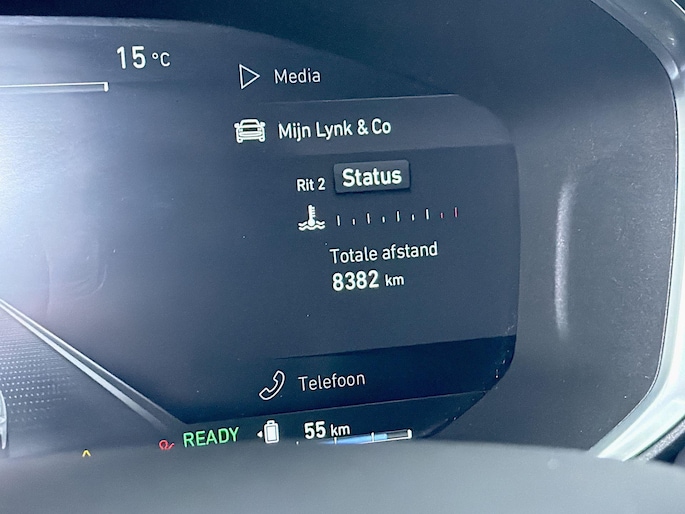 15 °C
Media
Mijn Lynk & Co
Rit 2 Status
Totale afstand
8382 km
Telefoon
READY 55 km